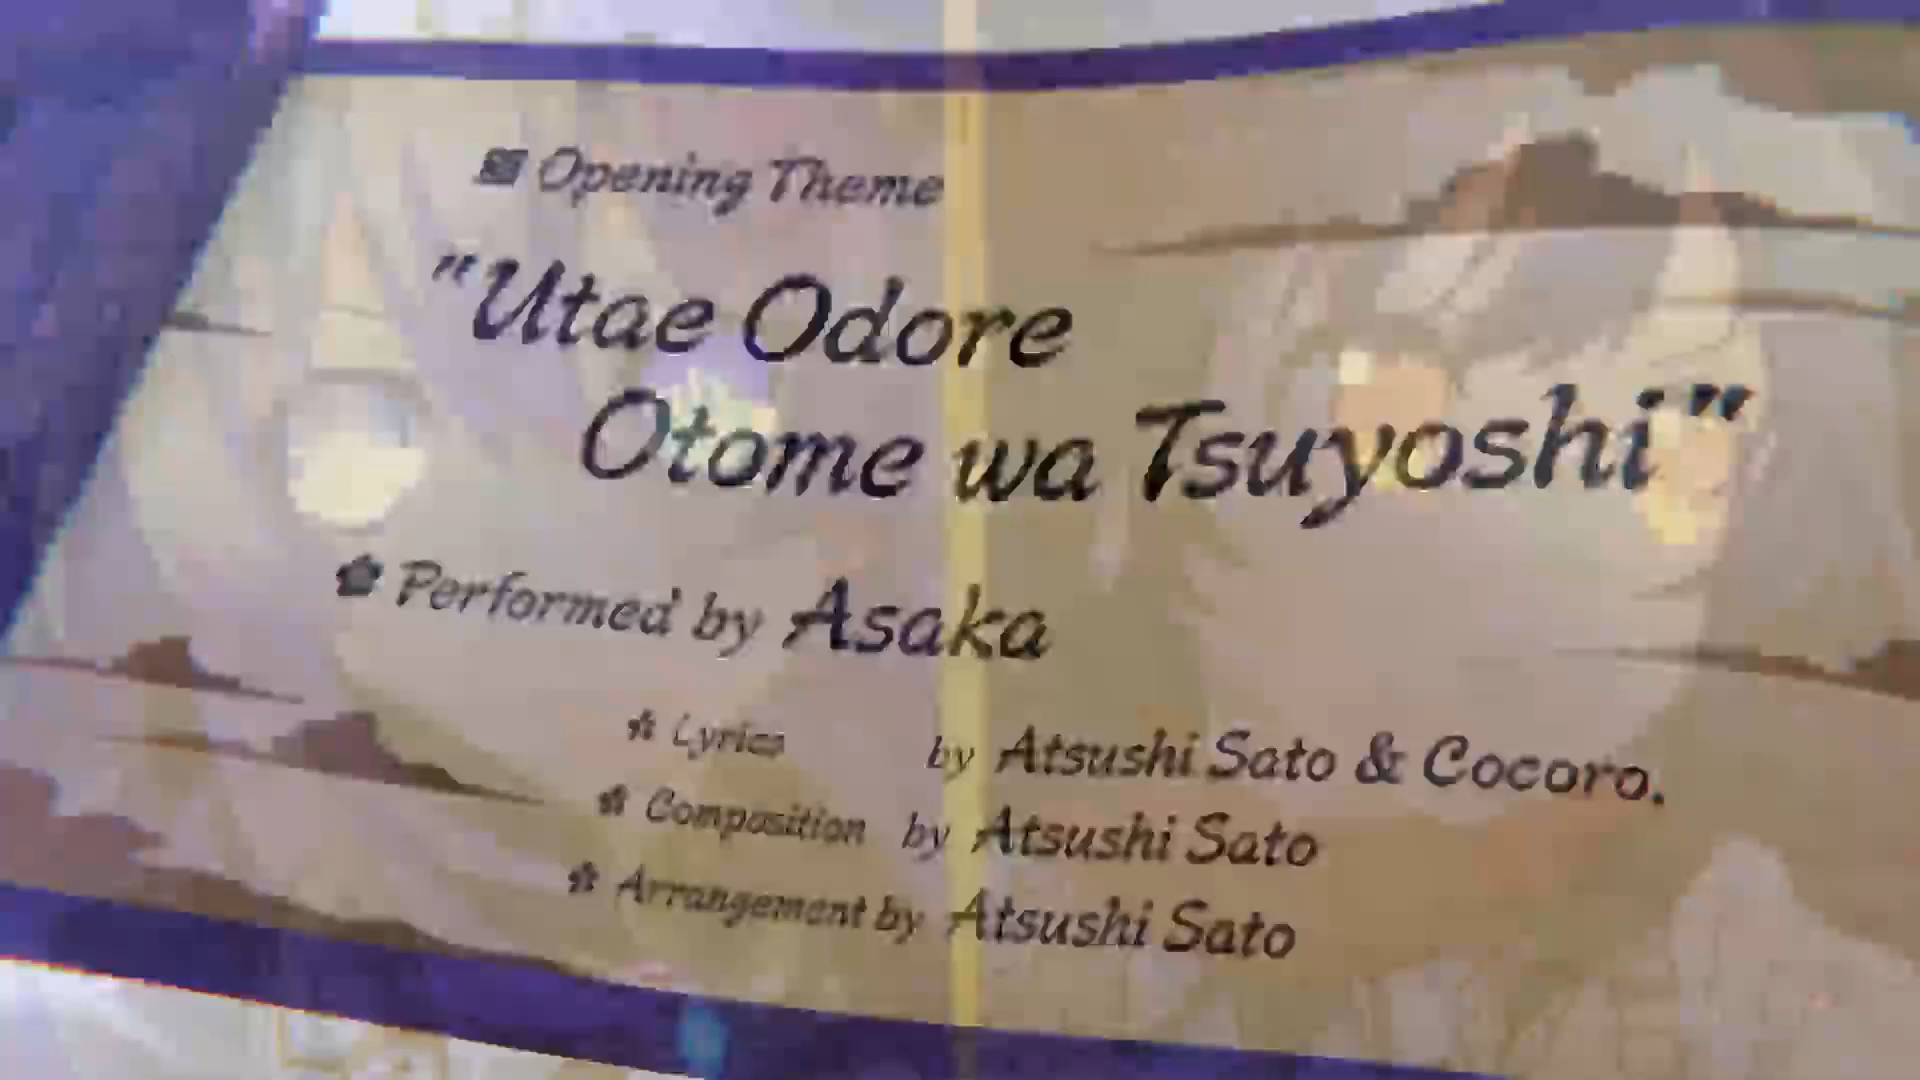 Opening Theme
"Utae Odore
Otome wa Tsuyoshi"
Performed by Asaka
Lyrics by Atsushi Sato & Cocoro.
Composition by Atsushi Sato
Arrangement by Atsushi Sato